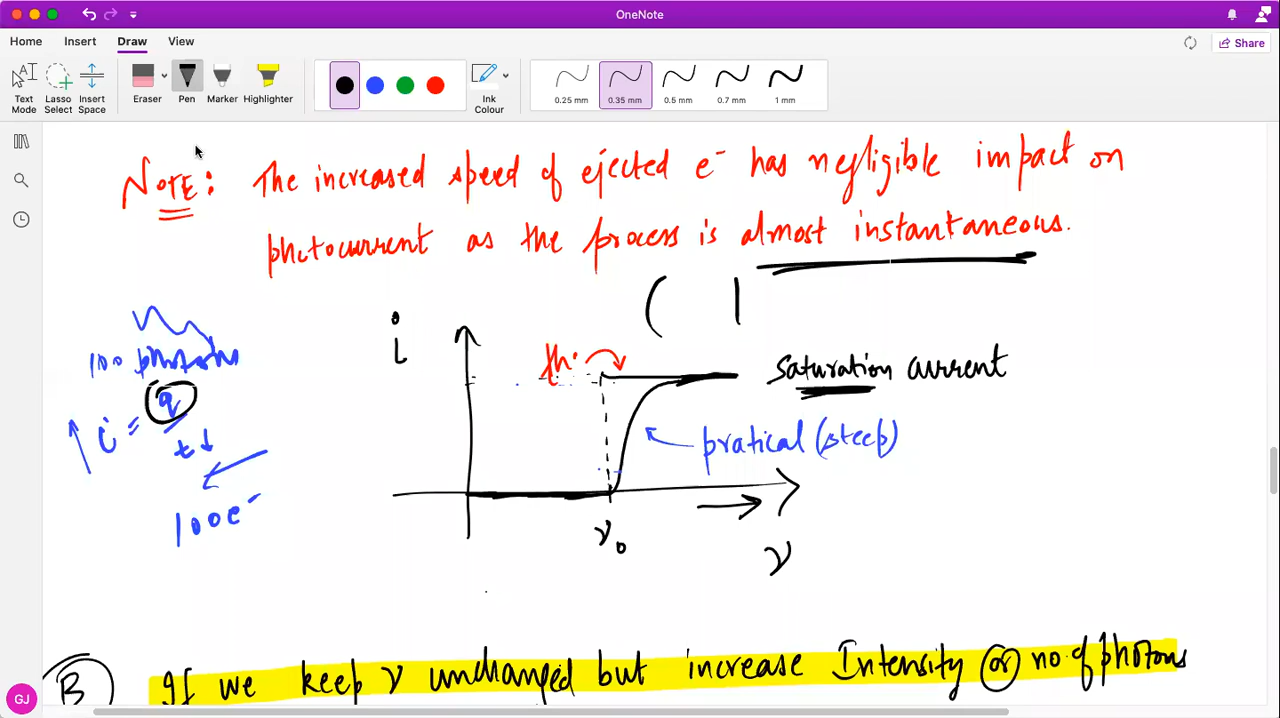 OneNote
Home Insert Draw View
Share
Text Mode
Lasso Select
Insert Space
Eraser
Pen
Marker
Highlighter
Ink Colour
0.25 mm
0.35 mm
0.5 mm
0.7 mm
1 mm
NOTE: The increased speed of ejected e⁻ has negligible impact on
photocurrent as the process is almost instantaneous.
(  |
i
th.
saturation current
100 photons
i = q
t ↓
100e⁻
pratical (steep)
ν₀
ν
B If we keep ν unchanged but increase Intensity or no. of photons
GJ